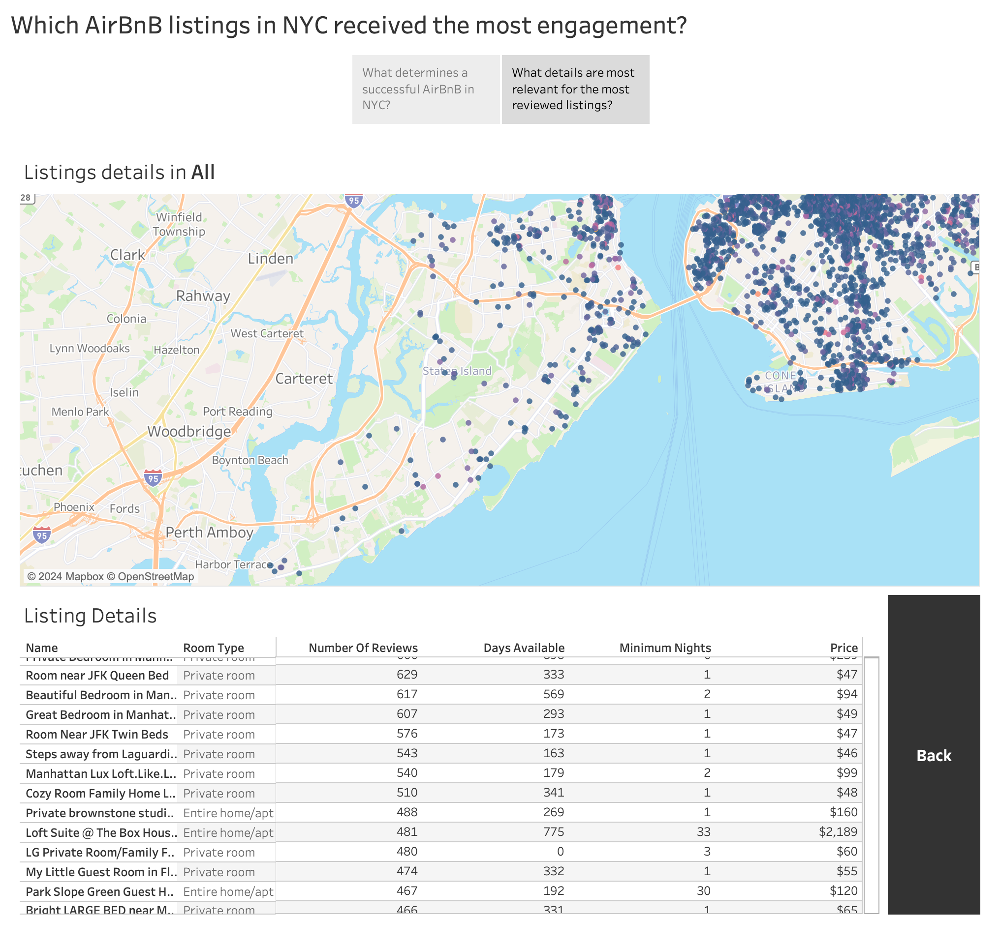 Which AirBnB listings in NYC received the most engagement?
What determines a
successful AirBnB in
NYC?
What details are most
relevant for the most
reviewed listings?
Listings details in All
28
95
Winfield
Township
Clark
Linden
Rahway
Colonia
West Carteret
Lynn Woodoaks
Hazelton
Staten Island
Carteret
CONE
ISLAND
Iselin
Menlo Park
Port Reading
Woodbridge
Boynton Beach
tuchen
95
Phoenix
Fords
95
Perth Amboy
Harbor Terrace
B
© 2024 Mapbox © OpenStreetMap
Listing Details
Name Room Type Number Of Reviews Days Available Minimum Nights Price
Private Bedroom in Manh.. Private room
Room near JFK Queen Bed Private room 629 333 1 $47
Beautiful Bedroom in Man.. Private room 617 569 2 $94
Great Bedroom in Manhat.. Private room 607 293 1 $49
Room Near JFK Twin Beds Private room 576 173 1 $47
Steps away from Laguardi.. Private room 543 163 1 $46
Manhattan Lux Loft.Like.L.. Private room 540 179 2 $99
Cozy Room Family Home L.. Private room 510 341 1 $48
Private brownstone studi.. Entire home/apt 488 269 1 $160
Loft Suite @ The Box Hous.. Entire home/apt 481 775 33 $2,189
LG Private Room/Family F.. Private room 480 0 3 $60
My Little Guest Room in Fl.. Private room 474 332 1 $55
Park Slope Green Guest H.. Entire home/apt 467 192 30 $120
Bright LARGE BED near M.. Private room 466 331 1 $65
Back